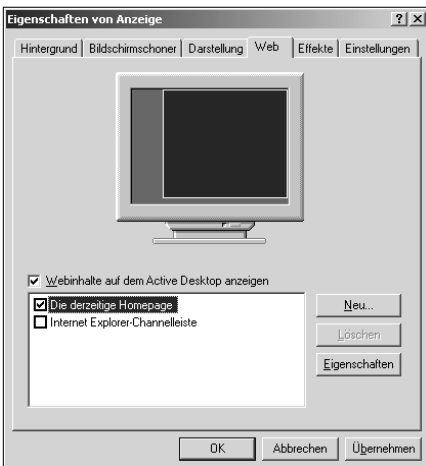 Eigenschaften von Anzeige
Hintergrund Bildschirmschoner Darstellung Web Effekte Einstellungen
Webinhalte auf dem Active Desktop anzeigen
Die derzeitige Homepage
Internet Explorer-Channelleiste
Neu...
Löschen
Eigenschaften
OK Abbrechen Übernehmen